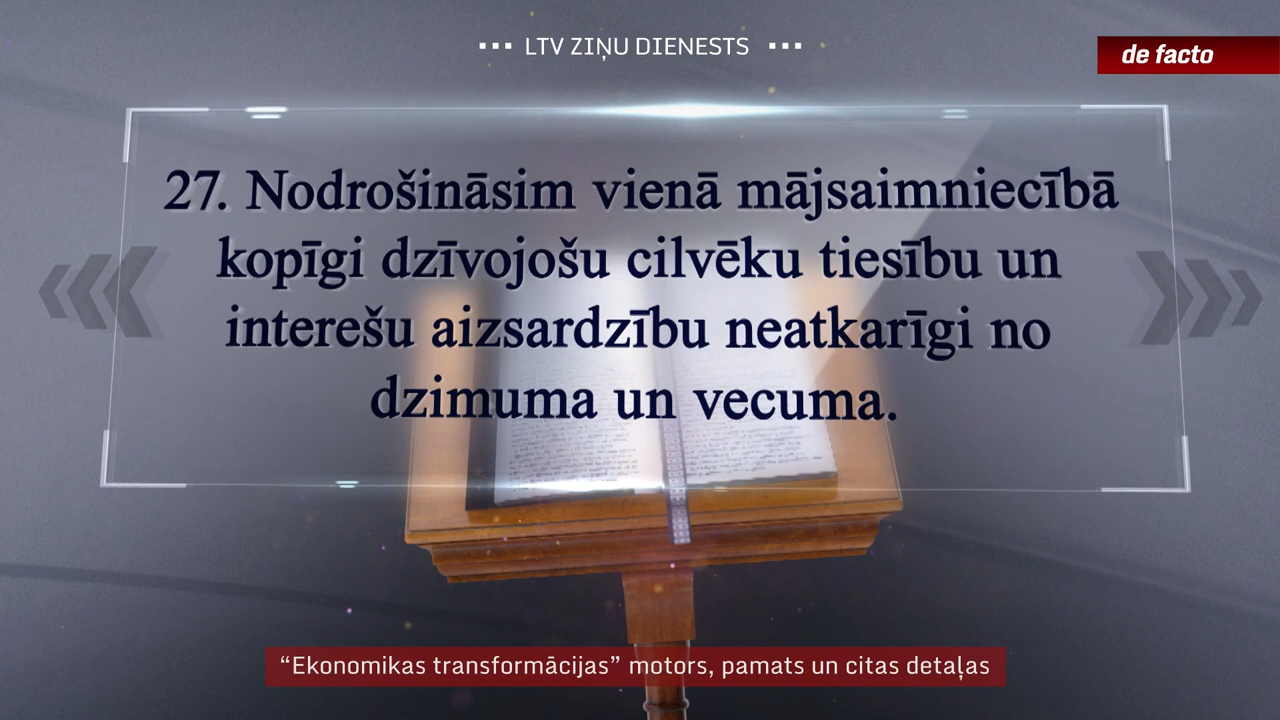 LTV ZIŅU DIENESTS
de facto
27. Nodrošināsim vienā mājsaimniecībā
kopīgi dzīvojošu cilvēku tiesību un
interešu aizsardzību neatkarīgi no
dzimuma un vecuma.
“Ekonomikas transformācijas” motors, pamats un citas detaļas